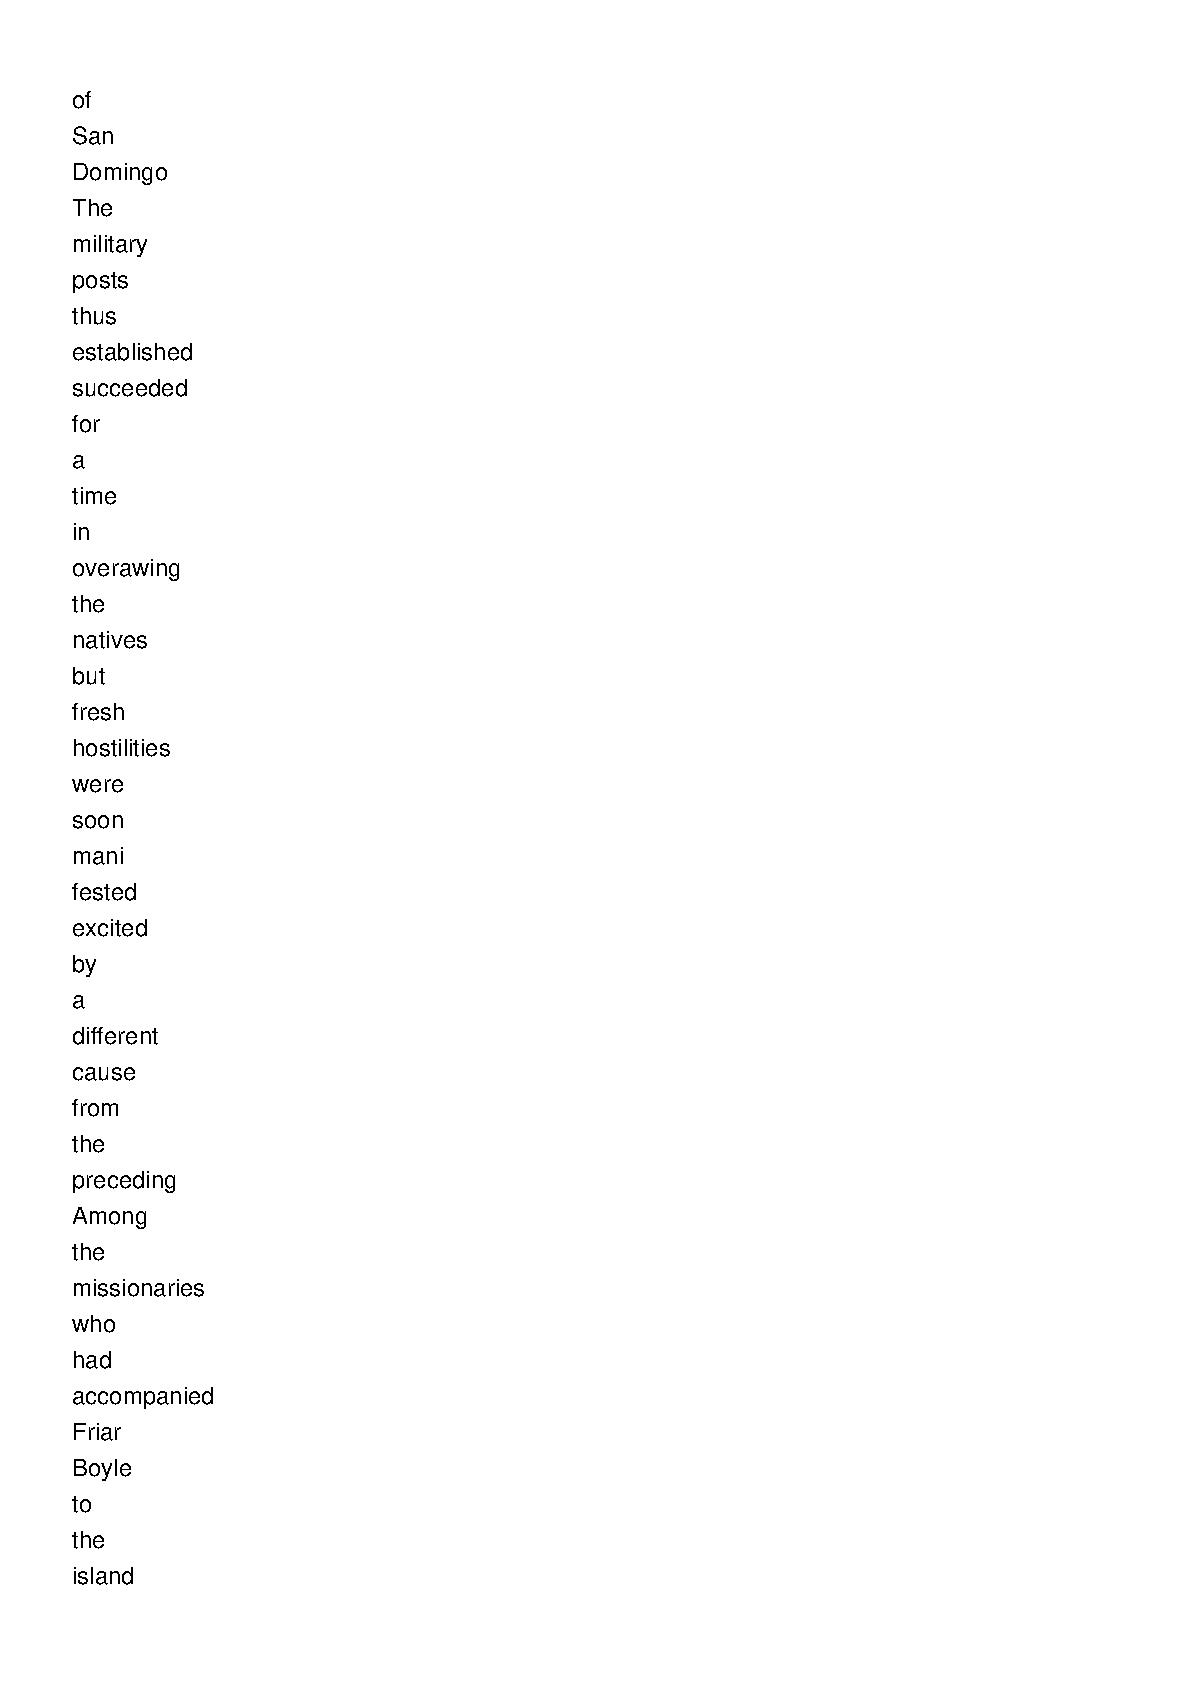 of
San
Domingo
The
military
posts
thus
established
succeeded
for
a
time
in
overawing
the
natives
but
fresh
hostilities
were
soon
mani
fested
excited
by
a
different
cause
from
the
preceding
Among
the
missionaries
who
had
accompanied
Friar
Boyle
to
the
island